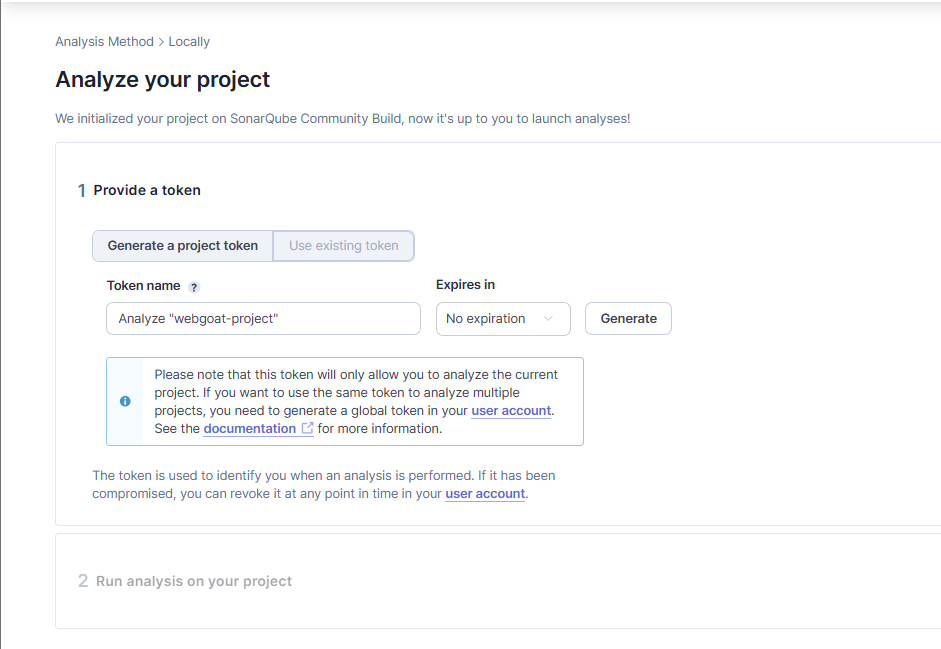 Analysis Method > Locally
Analyze your project
We initialized your project on SonarQube Community Build, now it's up to you to launch analyses!
1 Provide a token
Generate a project token Use existing token
Token name ? Expires in
Analyze "webgoat-project" No expiration Generate
Please note that this token will only allow you to analyze the current
project. If you want to use the same token to analyze multiple
projects, you need to generate a global token in your user account.
See the documentation for more information.
The token is used to identify you when an analysis is performed. If it has been
compromised, you can revoke it at any point in time in your user account.
2 Run analysis on your project